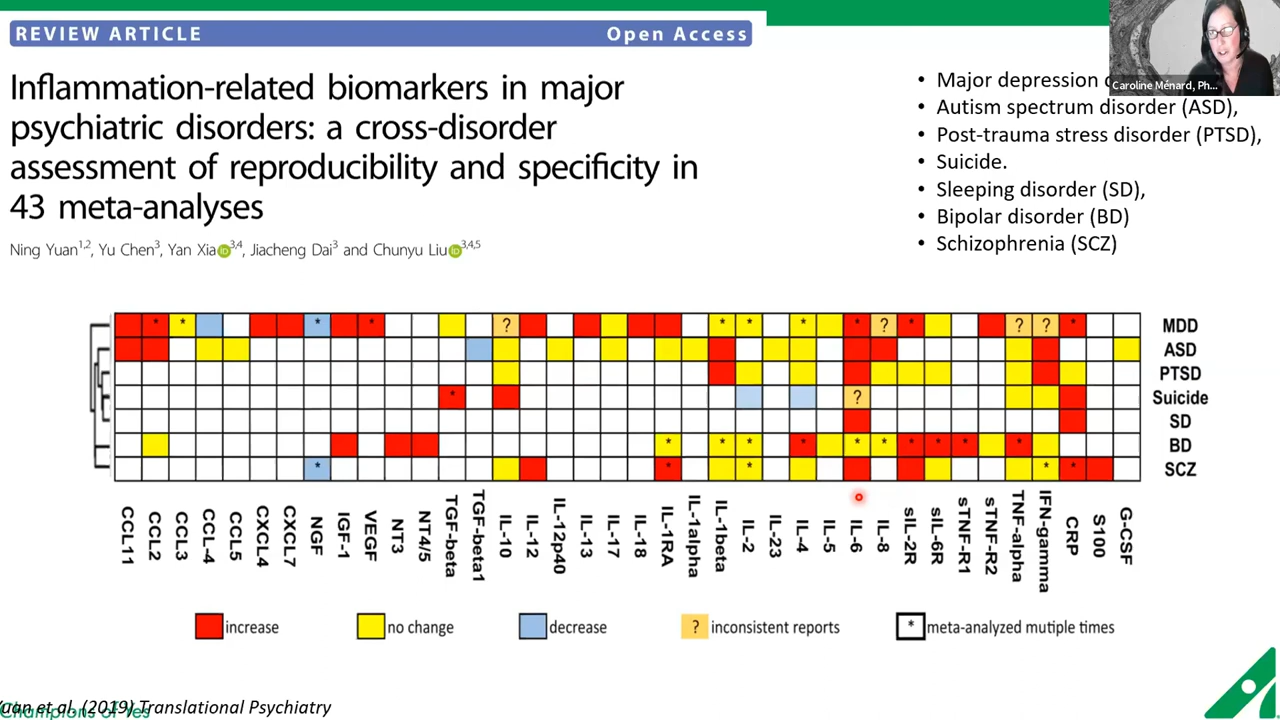 REVIEW ARTICLE Open Access
Inflammation-related biomarkers in major
psychiatric disorders: a cross-disorder
assessment of reproducibility and specificity in
43 meta-analyses
Ning Yuan1,2, Yu Chen3, Yan Xia3,4, Jiacheng Dai3 and Chunyu Liu3,4,5
Caroline Ménard, Ph...
• Major depression
• Autism spectrum disorder (ASD),
• Post-trauma stress disorder (PTSD),
• Suicide.
• Sleeping disorder (SD),
• Bipolar disorder (BD)
• Schizophrenia (SCZ)
* * * ? * * * * ? * ? ? * MDD
ASD
PTSD
* ? Suicide
SD
* * * * * * * * * * BD
* * * * * SCZ
CCL11
CCL2
CCL3
CCL-4
CCL5
CXCL4
CXCL7
NGF
IGF-1
VEGF
NT3
NT4/5
TGF-beta
TGF-beta1
IL-10
IL-12
IL-12p40
IL-13
IL-17
IL-18
IL-1RA
IL-1alpha
IL-1beta
IL-2
IL-23
IL-4
IL-5
IL-6
IL-8
sIL-2R
sIL-6R
sTNF-R1
sTNF-R2
TNF-alpha
IFN-gamma
CRP
S100
G-CSF
increase no change decrease ? inconsistent reports * meta-analyzed mutiple times
Yuan et al. (2019) Translational Psychiatry
Champions of Yes